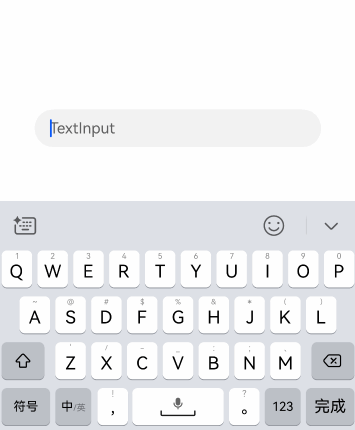 TextInput
1 2 3 4 5 6 7 8 9 0
Q W E R T Y U I O P
~ @ # $ % & * ( )
A S D F G H J K L
' / - _ : ; 、
Z X C V B N M
! ?
符号 中/英 , 。 123 完成